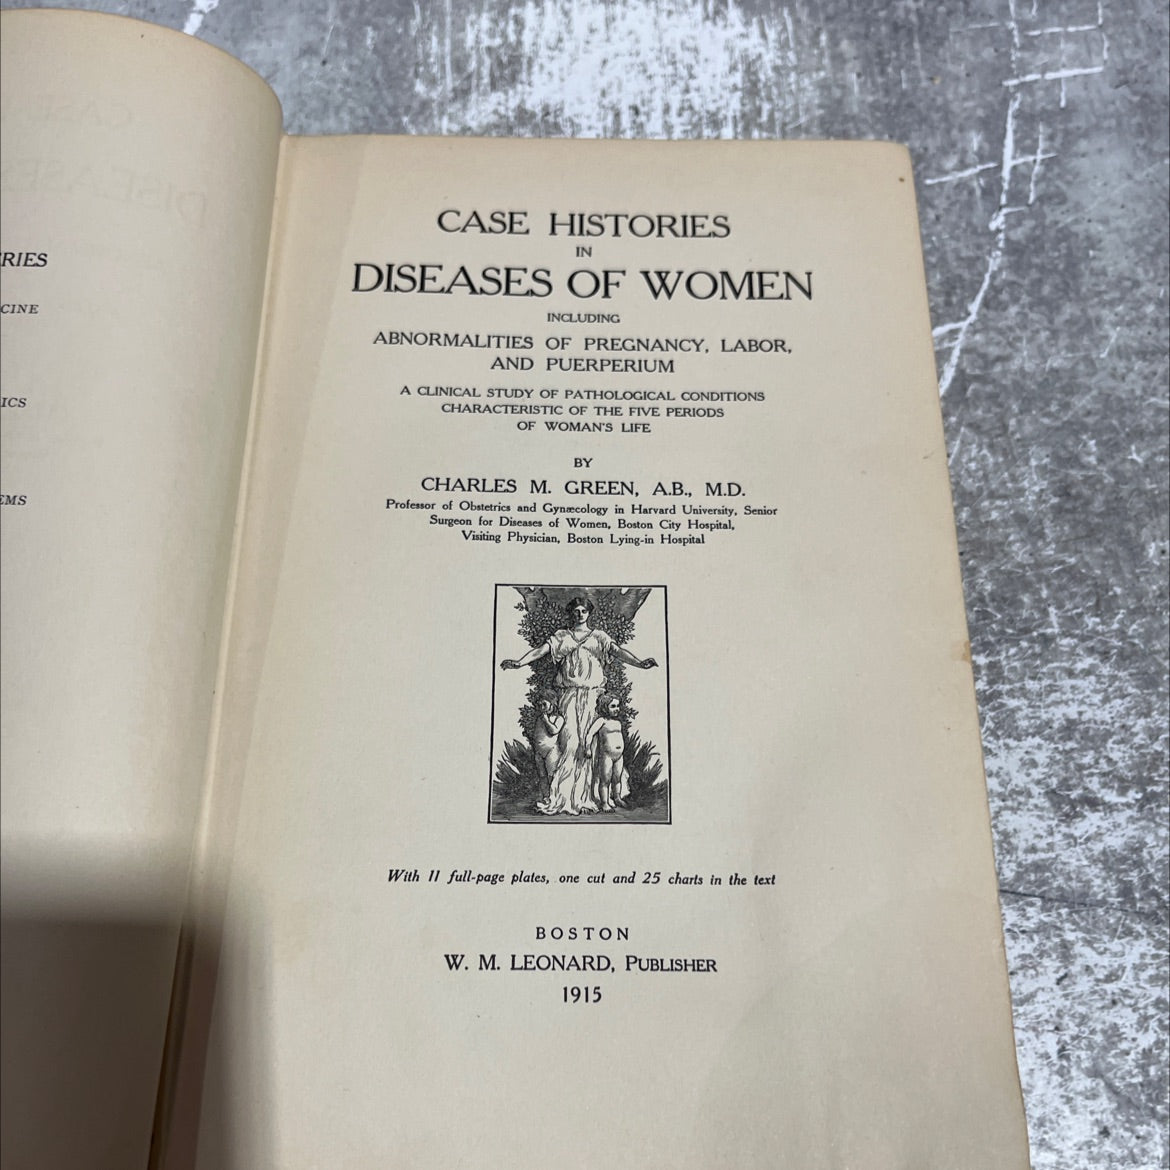 RIES
CINE
ICS
EMS
CASE HISTORIES
IN
DISEASES OF WOMEN
INCLUDING
ABNORMALITIES OF PREGNANCY, LABOR,
AND PUERPERIUM
A CLINICAL STUDY OF PATHOLOGICAL CONDITIONS
CHARACTERISTIC OF THE FIVE PERIODS
OF WOMAN'S LIFE
BY
CHARLES M. GREEN, A.B., M.D.
Professor of Obstetrics and Gynæcology in Harvard University, Senior
Surgeon for Diseases of Women, Boston City Hospital,
Visiting Physician, Boston Lying-in Hospital
With 11 full-page plates, one cut and 25 charts in the text
BOSTON
W. M. LEONARD, PUBLISHER
1915